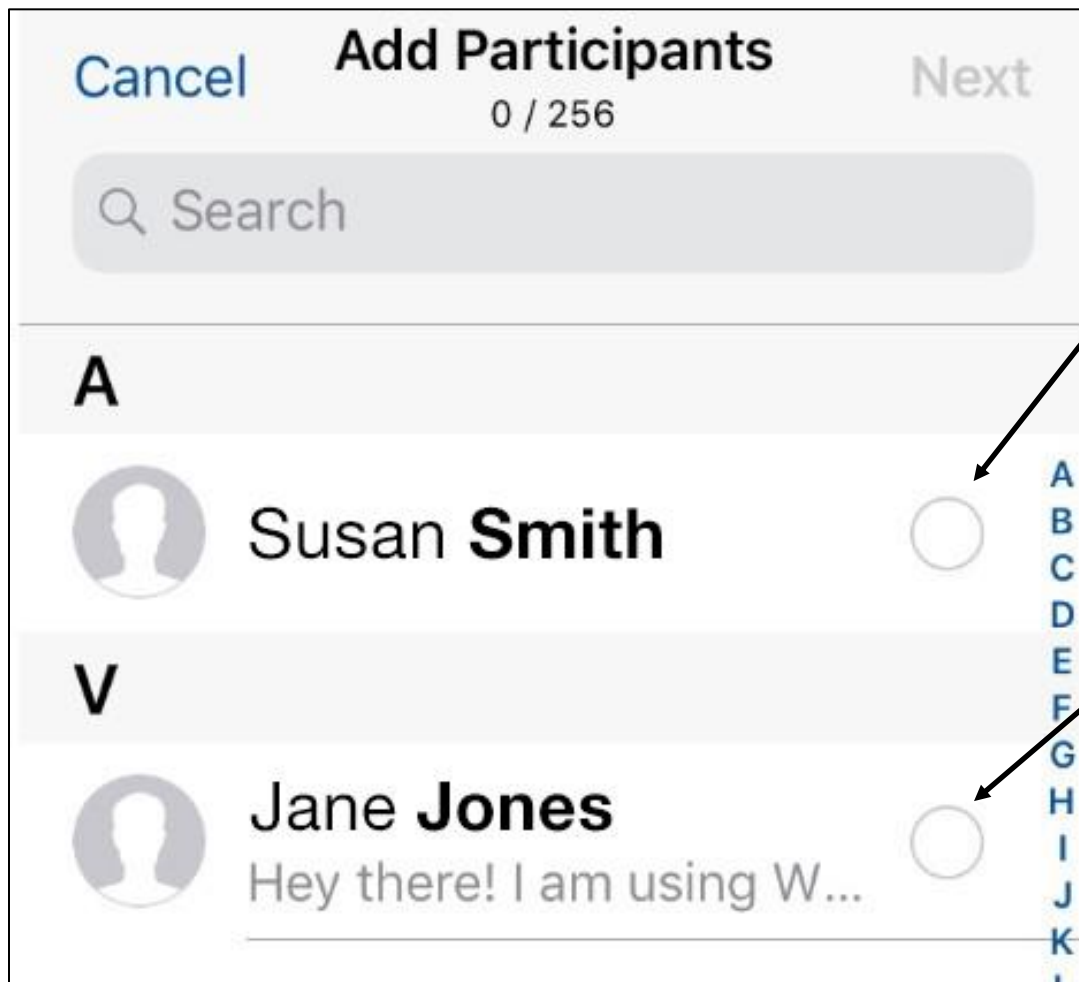 Cancel Add Participants Next
0 / 256
Search
A
Susan Smith
V
Jane Jones
Hey there! I am using W...
A
B
C
D
E
F
G
H
I
J
K